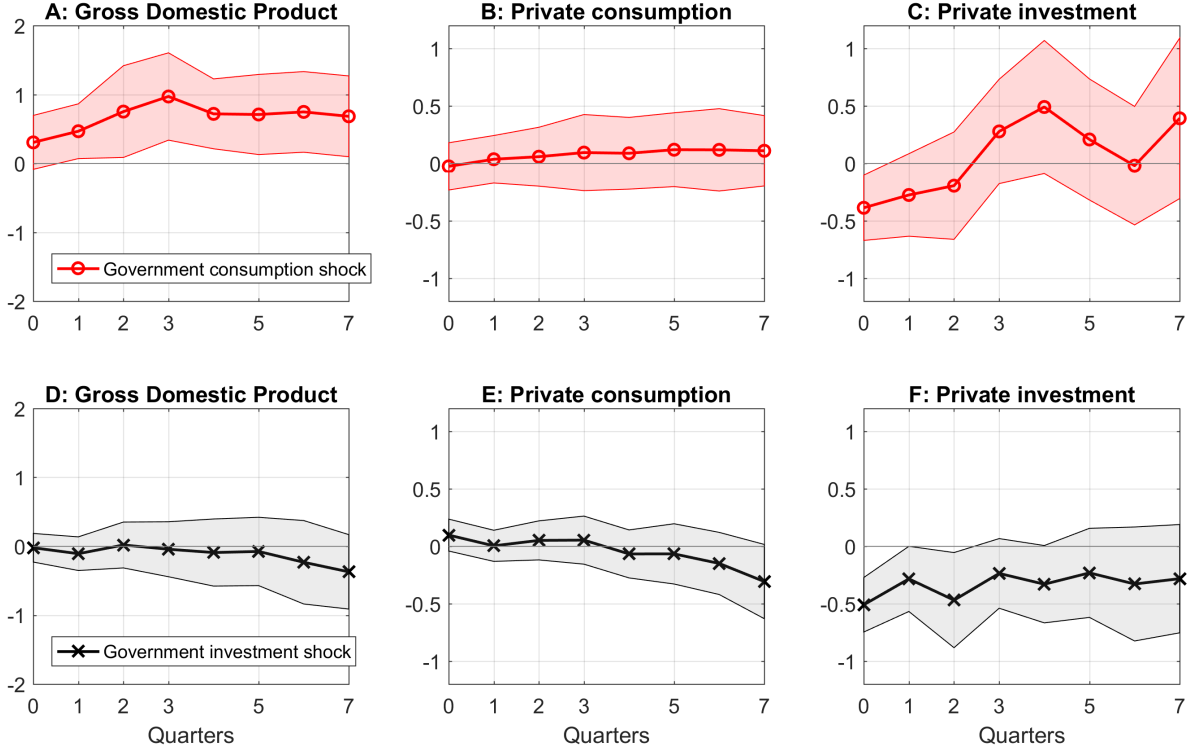 A: Gross Domestic Product
2
1
0
-1
-2
Government consumption shock
0 1 2 3 5 7
B: Private consumption
1
0.5
0
-0.5
-1
0 1 2 3 5 7
C: Private investment
1
0.5
0
-0.5
-1
0 1 2 3 5 7
D: Gross Domestic Product
2
1
0
-1
-2
Government investment shock
0 1 2 3 5 7
Quarters
E: Private consumption
1
0.5
0
-0.5
-1
0 1 2 3 5 7
Quarters
F: Private investment
1
0.5
0
-0.5
-1
0 1 2 3 5 7
Quarters